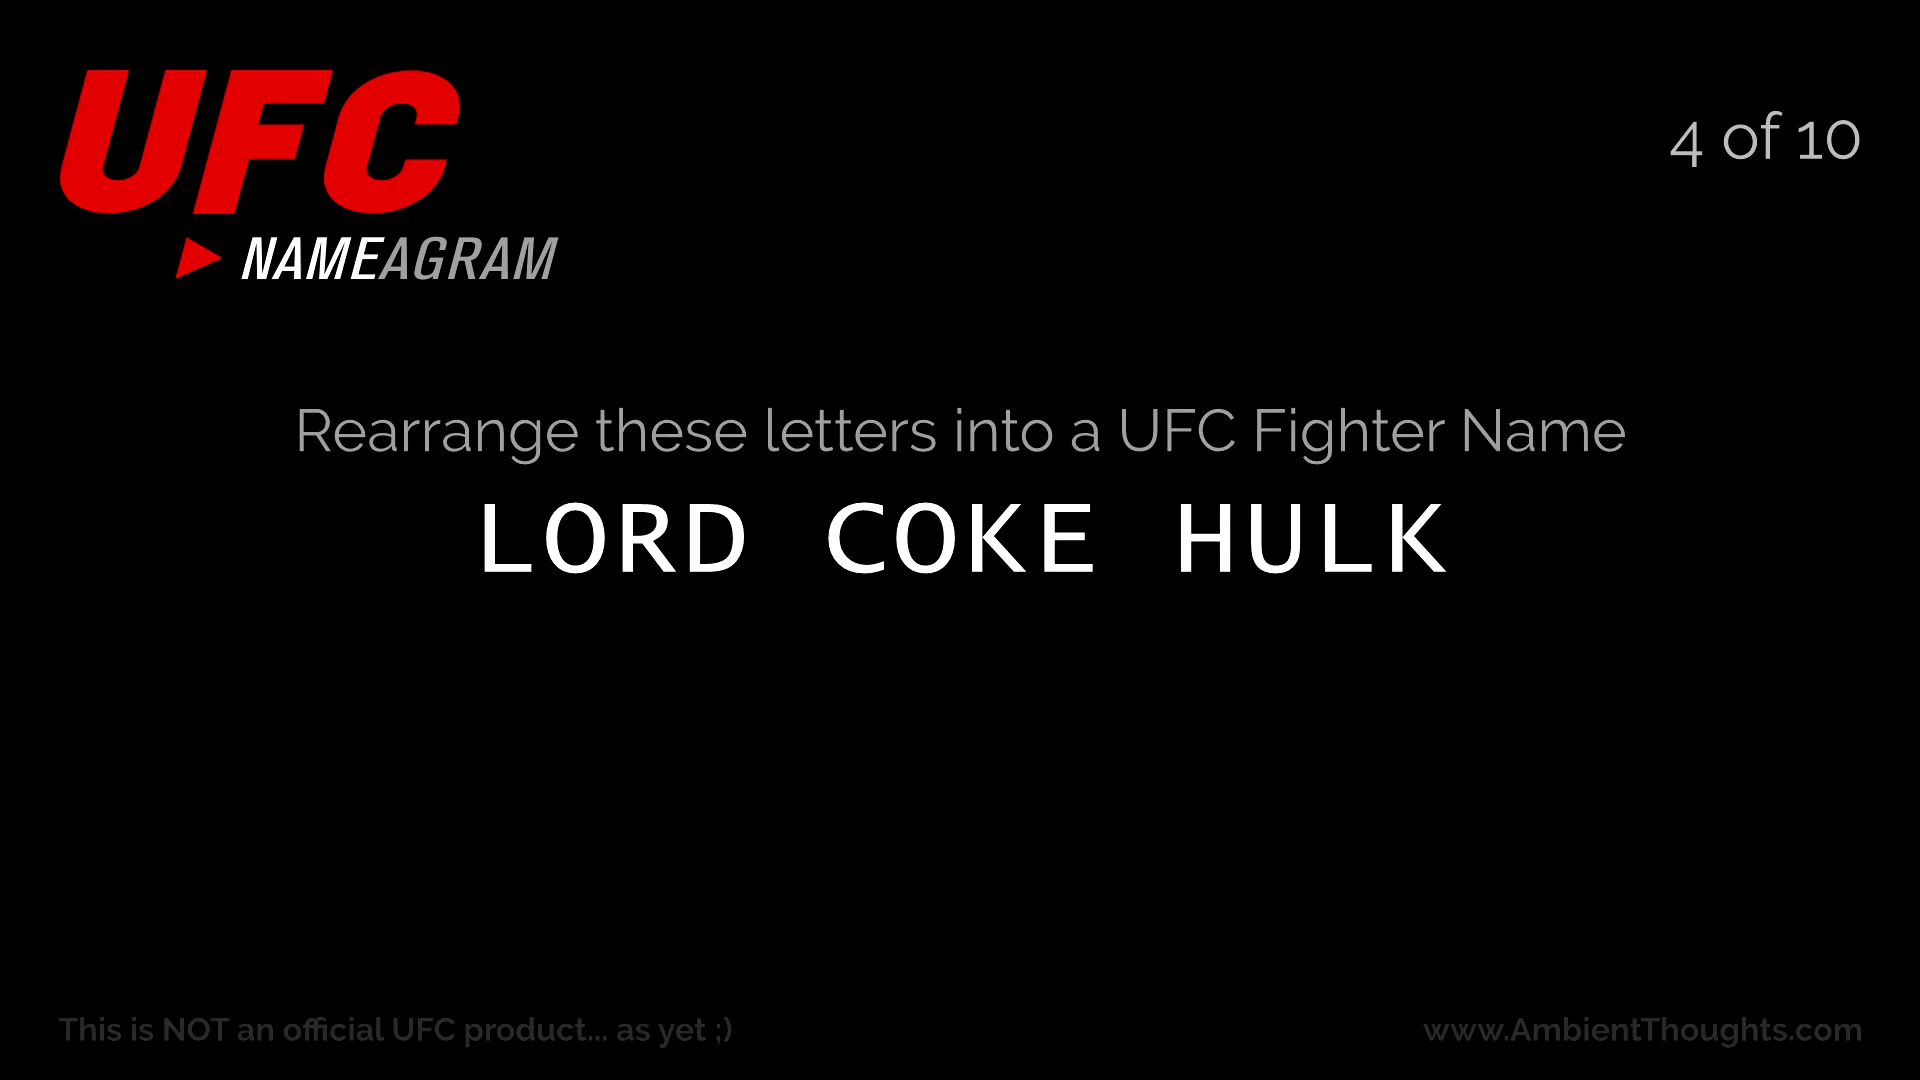 UFC
4 of 10
NAMEAGRAM
Rearrange these letters into a UFC Fighter Name
LORD COKE HULK
This is NOT an official UFC product... as yet ;)
www.AmbientThoughts.com